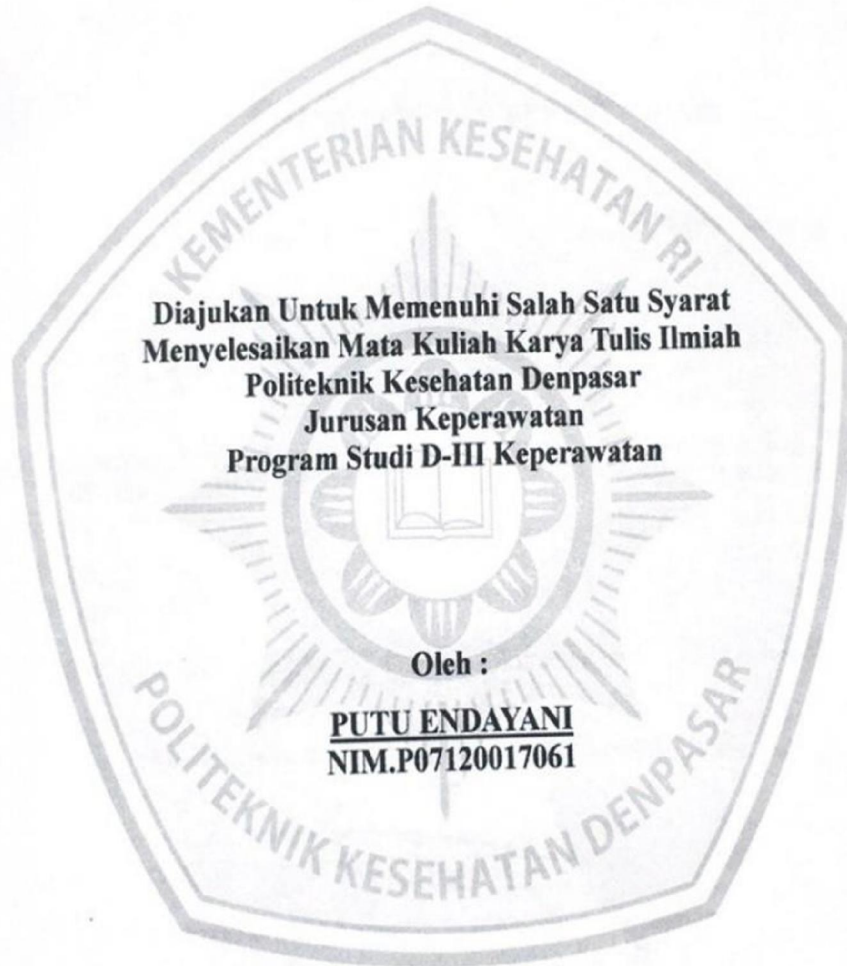 KEMENTERIAN KESEHATAN RI
Diajukan Untuk Memenuhi Salah Satu Syarat
Menyelesaikan Mata Kuliah Karya Tulis Ilmiah
Politeknik Kesehatan Denpasar
Jurusan Keperawatan
Program Studi D-III Keperawatan
Oleh :
PUTU ENDAYANI
NIM.P07120017061
POLITEKNIK KESEHATAN DENPASAR